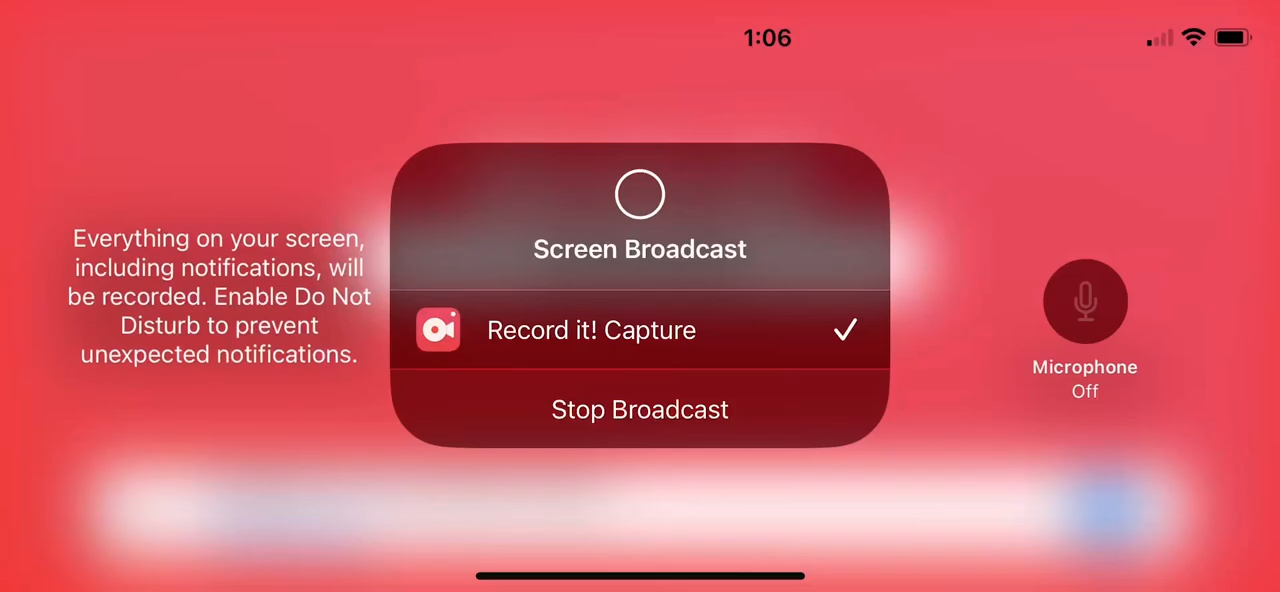 1:06
Everything on your screen,
including notifications, will
be recorded. Enable Do Not
Disturb to prevent
unexpected notifications.
Screen Broadcast
Record it! Capture
Stop Broadcast
Microphone
Off